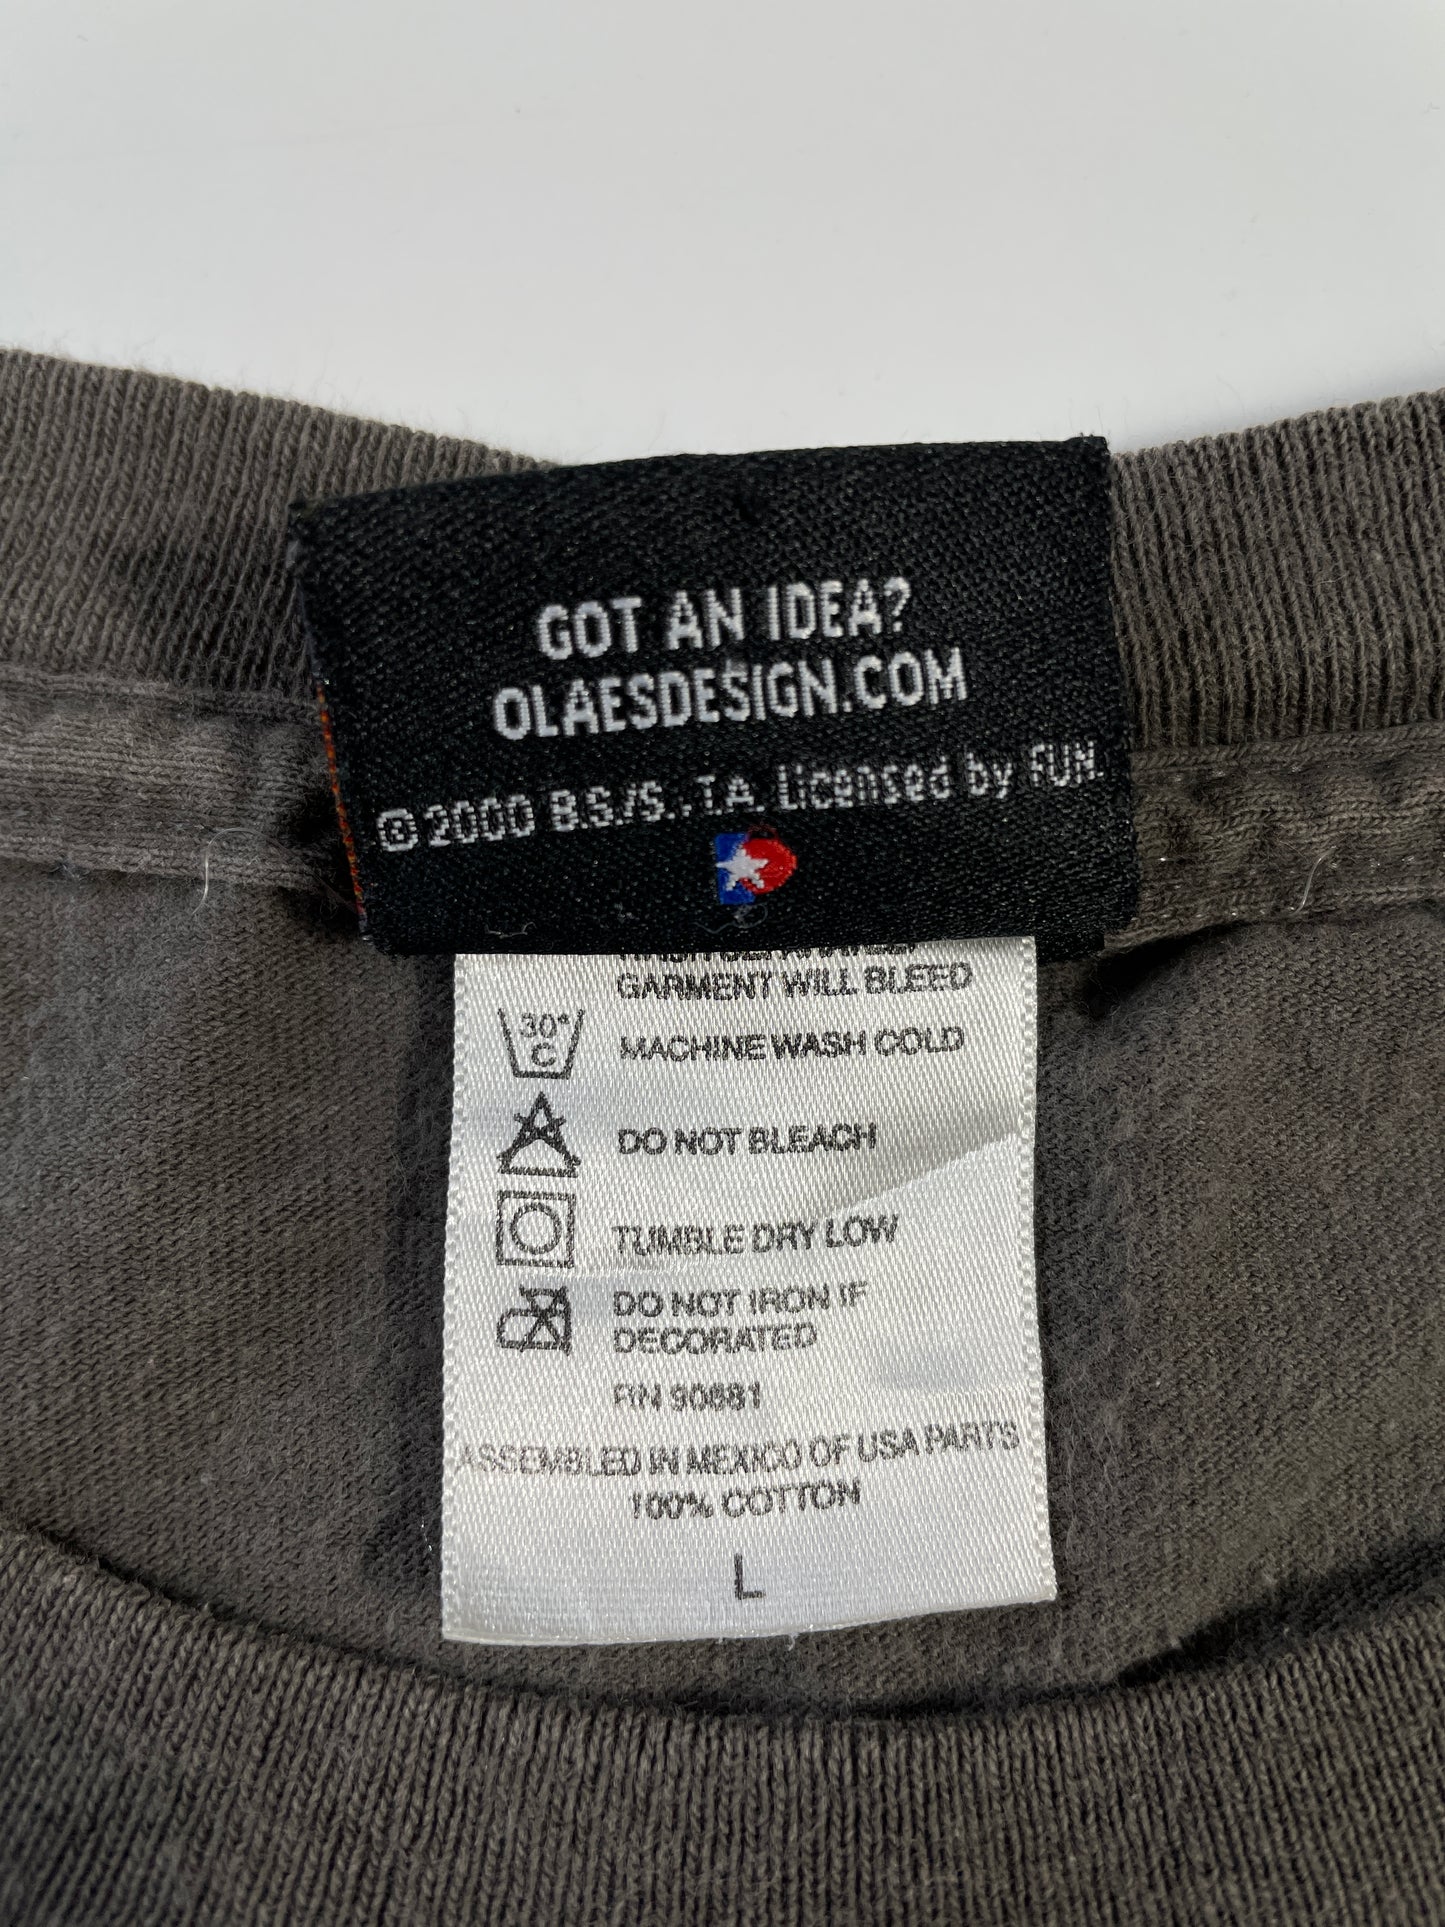 GOT AN IDEA?
OLAESDESIGN.COM
© 2000 B.S./S..T.A. Licensed by FUN.
GARMENT WILL BLEED
30° C
MACHINE WASH COLD
DO NOT BLEACH
TUMBLE DRY LOW
DO NOT IRON IF
DECORATED
RN 90681
ASSEMBLED IN MEXICO OF USA PARTS
100% COTTON
L